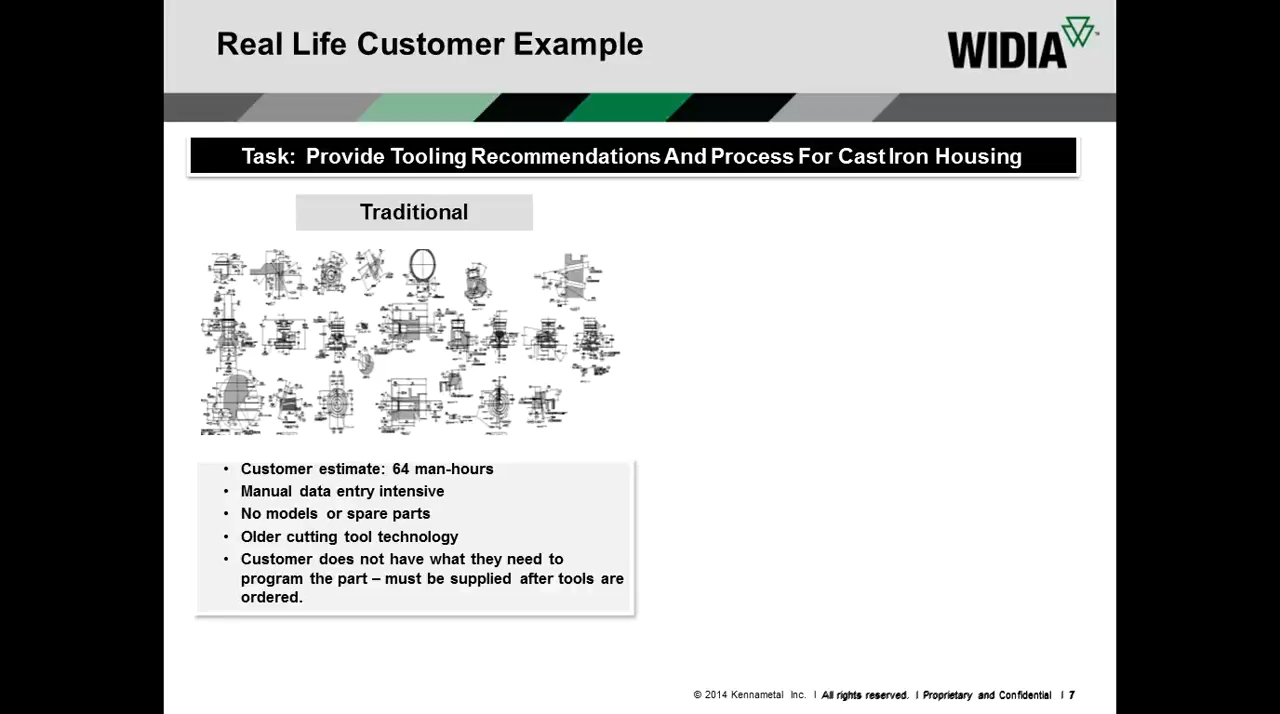 Real Life Customer Example
WIDIA™
Task: Provide Tooling Recommendations And Process For Cast Iron Housing
Traditional
• Customer estimate: 64 man-hours
• Manual data entry intensive
• No models or spare parts
• Older cutting tool technology
• Customer does not have what they need to
program the part – must be supplied after tools are
ordered.
© 2014 Kennametal Inc. I All rights reserved. I Proprietary and Confidential I 7